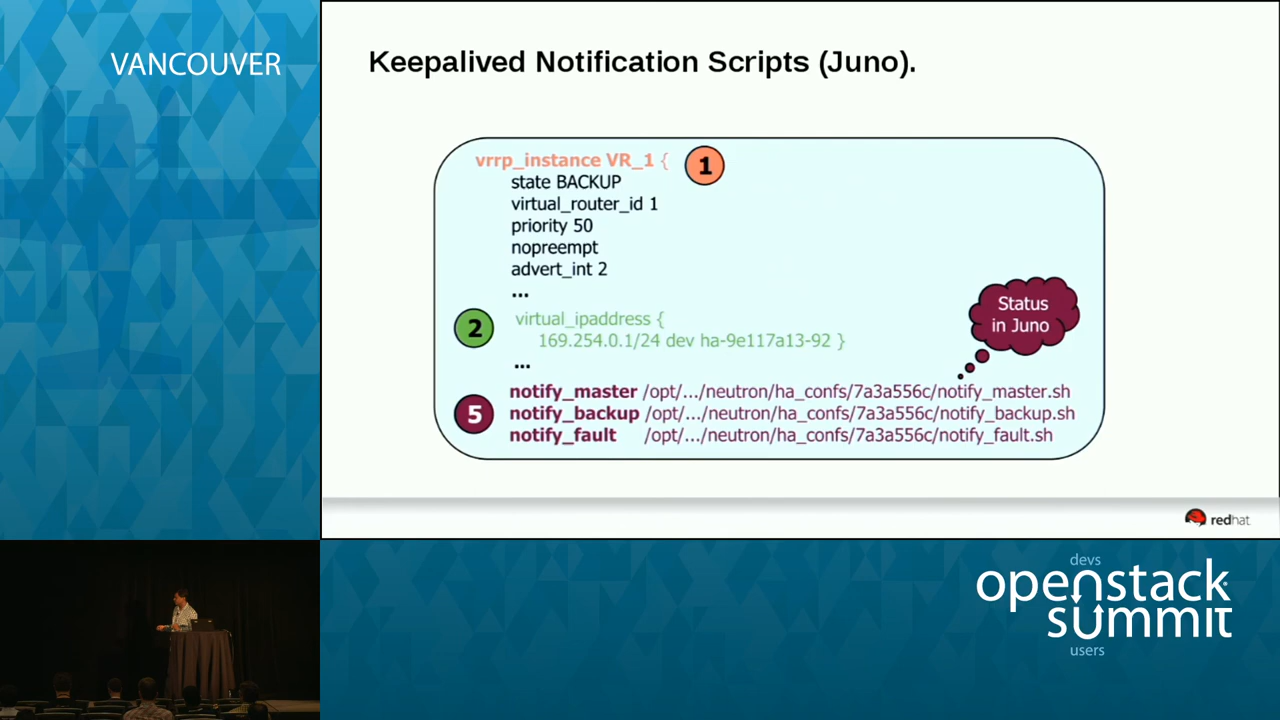 VANCOUVER
Keepalived Notification Scripts (Juno).
vrrp_instance VR_1 {
1
state BACKUP
virtual_router_id 1
priority 50
nopreempt
advert_int 2
...
2
virtual_ipaddress {
169.254.0.1/24 dev ha-9e117a13-92 }
...
Status
in Juno
5
notify_master /opt/.../neutron/ha_confs/7a3a556c/notify_master.sh
notify_backup /opt/.../neutron/ha_confs/7a3a556c/notify_backup.sh
notify_fault /opt/.../neutron/ha_confs/7a3a556c/notify_fault.sh
redhat
devs
openstack
summit
users